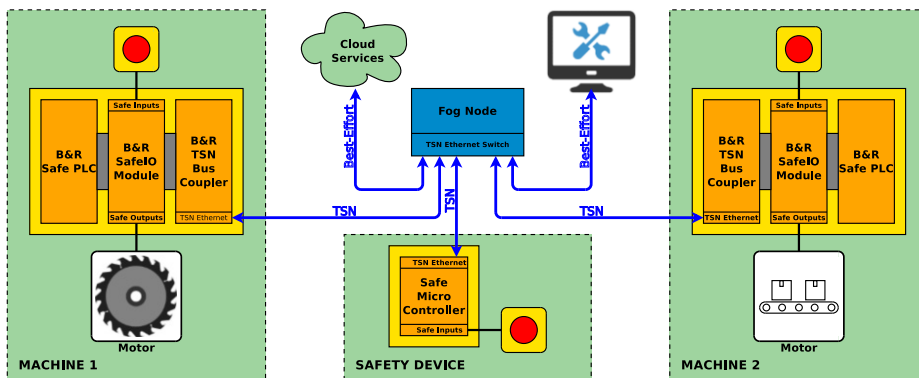 Cloud
Services
Safe Inputs
B&R
Safe PLC
B&R
SafeIO
Module
B&R
TSN
Bus
Coupler
Safe Outputs
TSN Ethernet
Motor
MACHINE 1
Best-Effort
Fog Node
TSN Ethernet Switch
Best-Effort
TSN
TSN
TSN
TSN Ethernet
Safe
Micro
Controller
Safe Inputs
SAFETY DEVICE
Safe Inputs
B&R
TSN
Bus
Coupler
B&R
SafeIO
Module
B&R
Safe PLC
TSN Ethernet
Safe Outputs
Motor
MACHINE 2